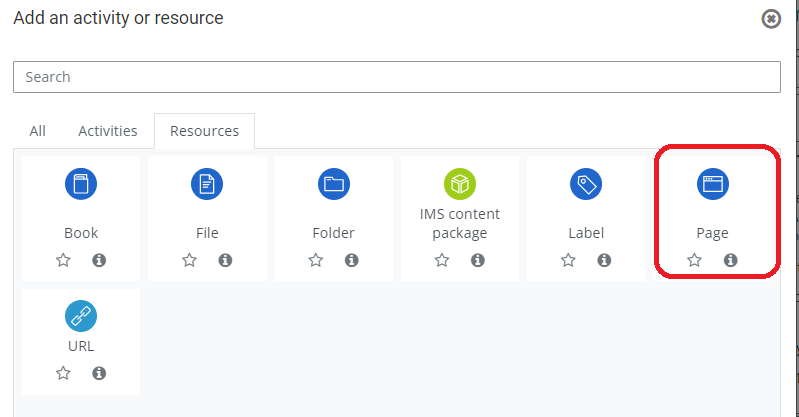 Add an activity or resource
Search
All Activities Resources
Book File Folder IMS content package Label Page
URL